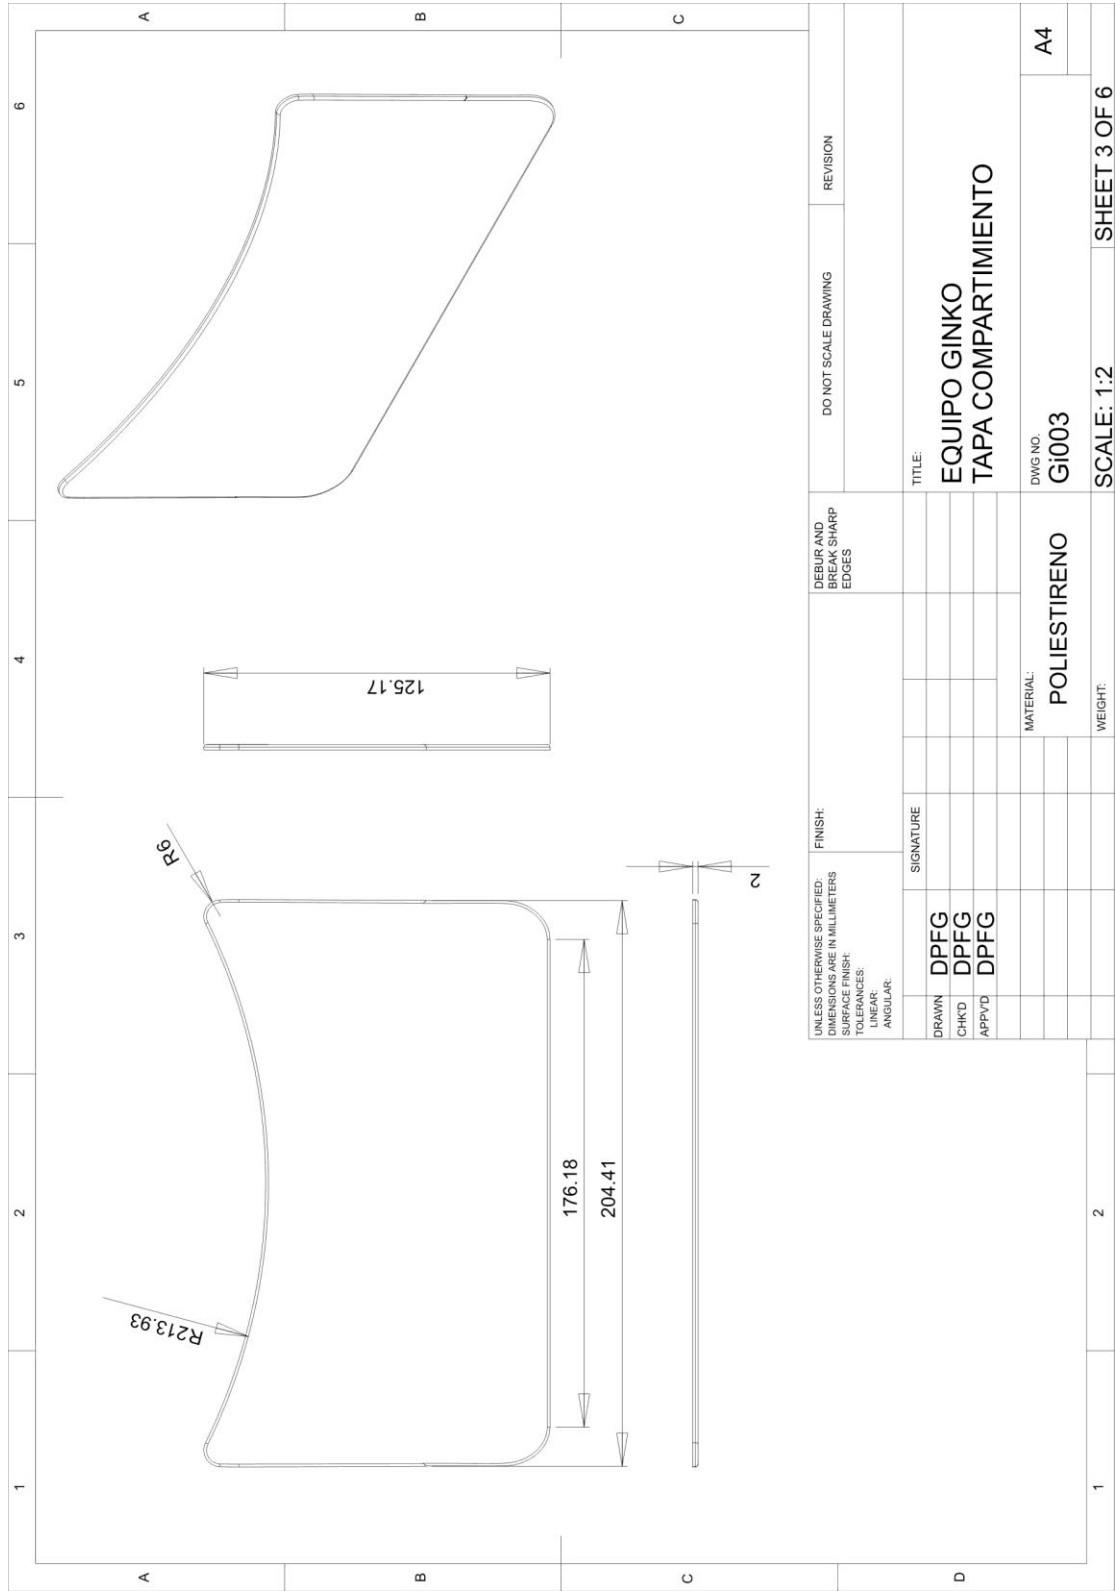 1
2
3
4
5
6
A
B
C
R213.93
R6
176.18
204.41
125.17
2
A
B
C
D
1
2
UNLESS OTHERWISE SPECIFIED:
DIMENSIONS ARE IN MILLIMETERS
SURFACE FINISH:
TOLERANCES:
LINEAR:
ANGULAR:
FINISH:
DEBUR AND
BREAK SHARP
EDGES
DO NOT SCALE DRAWING
REVISION
SIGNATURE
DRAWN DPFG
CHK'D DPFG
APPV'D DPFG
TITLE:
EQUIPO GINKO
TAPA COMPARTIMIENTO
MATERIAL:
POLIESTIRENO
DWG NO.
Gi003
A4
WEIGHT:
SCALE: 1:2
SHEET 3 OF 6